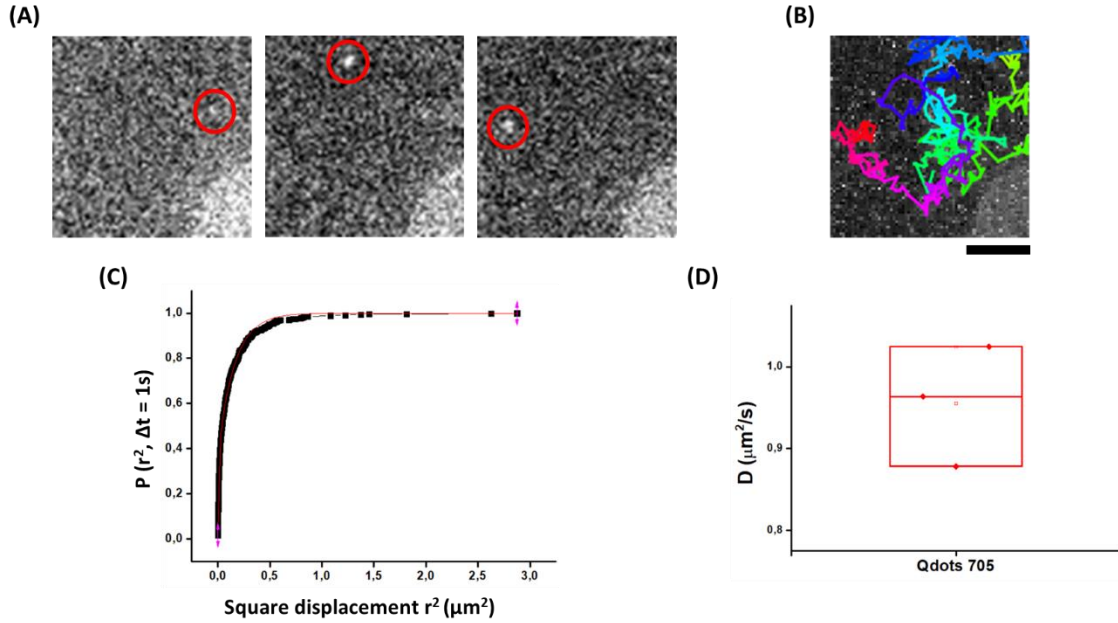 (A)
(B)
(C)
1,0
0,8
0,6
0,4
0,2
0,0
P (r², Δt = 1s)
0,0 0,5 1,0 1,5 2,0 2,5 3,0
Square displacement r² (μm²)
(D)
1,0
0,9
0,8
D (μm²/s)
Qdots 705